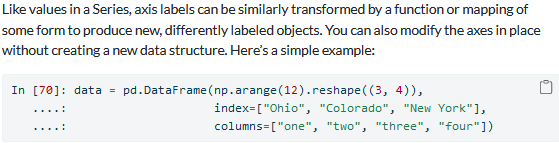 Like values in a Series, axis labels can be similarly transformed by a function or mapping of
some form to produce new, differently labeled objects. You can also modify the axes in place
without creating a new data structure. Here’s a simple example:
In [70]: data = pd.DataFrame(np.arange(12).reshape((3, 4)),
   ....:                     index=["Ohio", "Colorado", "New York"],
   ....:                     columns=["one", "two", "three", "four"])